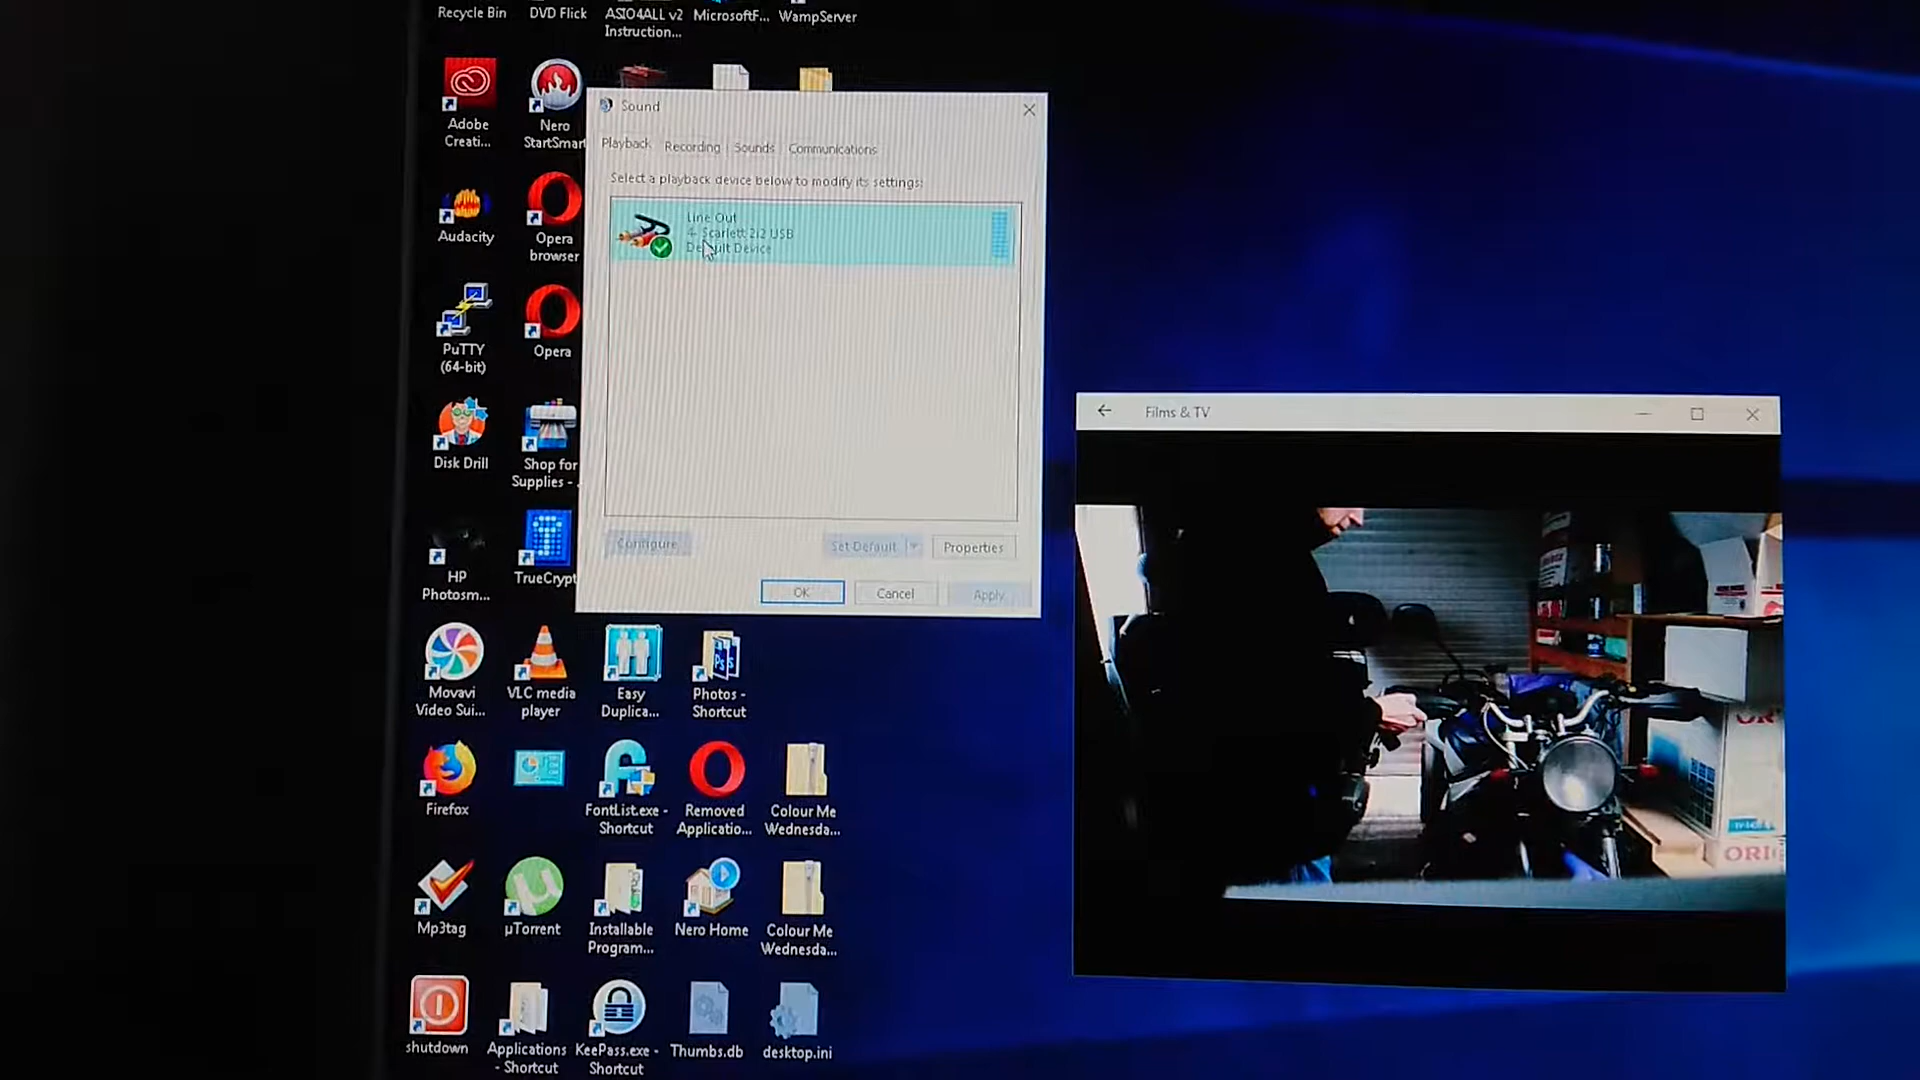 Recycle Bin
DVD Flick
ASIO4ALL v2
Instruction...
MicrosoftF...
WampServer
Adobe
Creati...
Nero
StartSmart
Audacity
Opera
browser
PuTTY
(64-bit)
Opera
Disk Drill
Shop for
Supplies - .
HP
Photosm...
TrueCrypt
Sound
Playback
Recording
Sounds
Communications
Select a playback device below to modify its settings:
Line Out
4- Scarlett 2i2 USB
Default Device
Configure
Set Default
Properties
OK
Cancel
Apply
Films & TV
ORI
Movavi
Video Sui...
VLC media
player
Easy
Duplica...
Photos -
Shortcut
Firefox
FontList.exe -
Shortcut
Removed
Applicatio...
Colour Me
Wednesda...
Mp3tag
µTorrent
Installable
Program...
Nero Home
Colour Me
Wednesda...
shutdown
Applications
- Shortcut
KeePass.exe -
Shortcut
Thumbs.db
desktop.ini